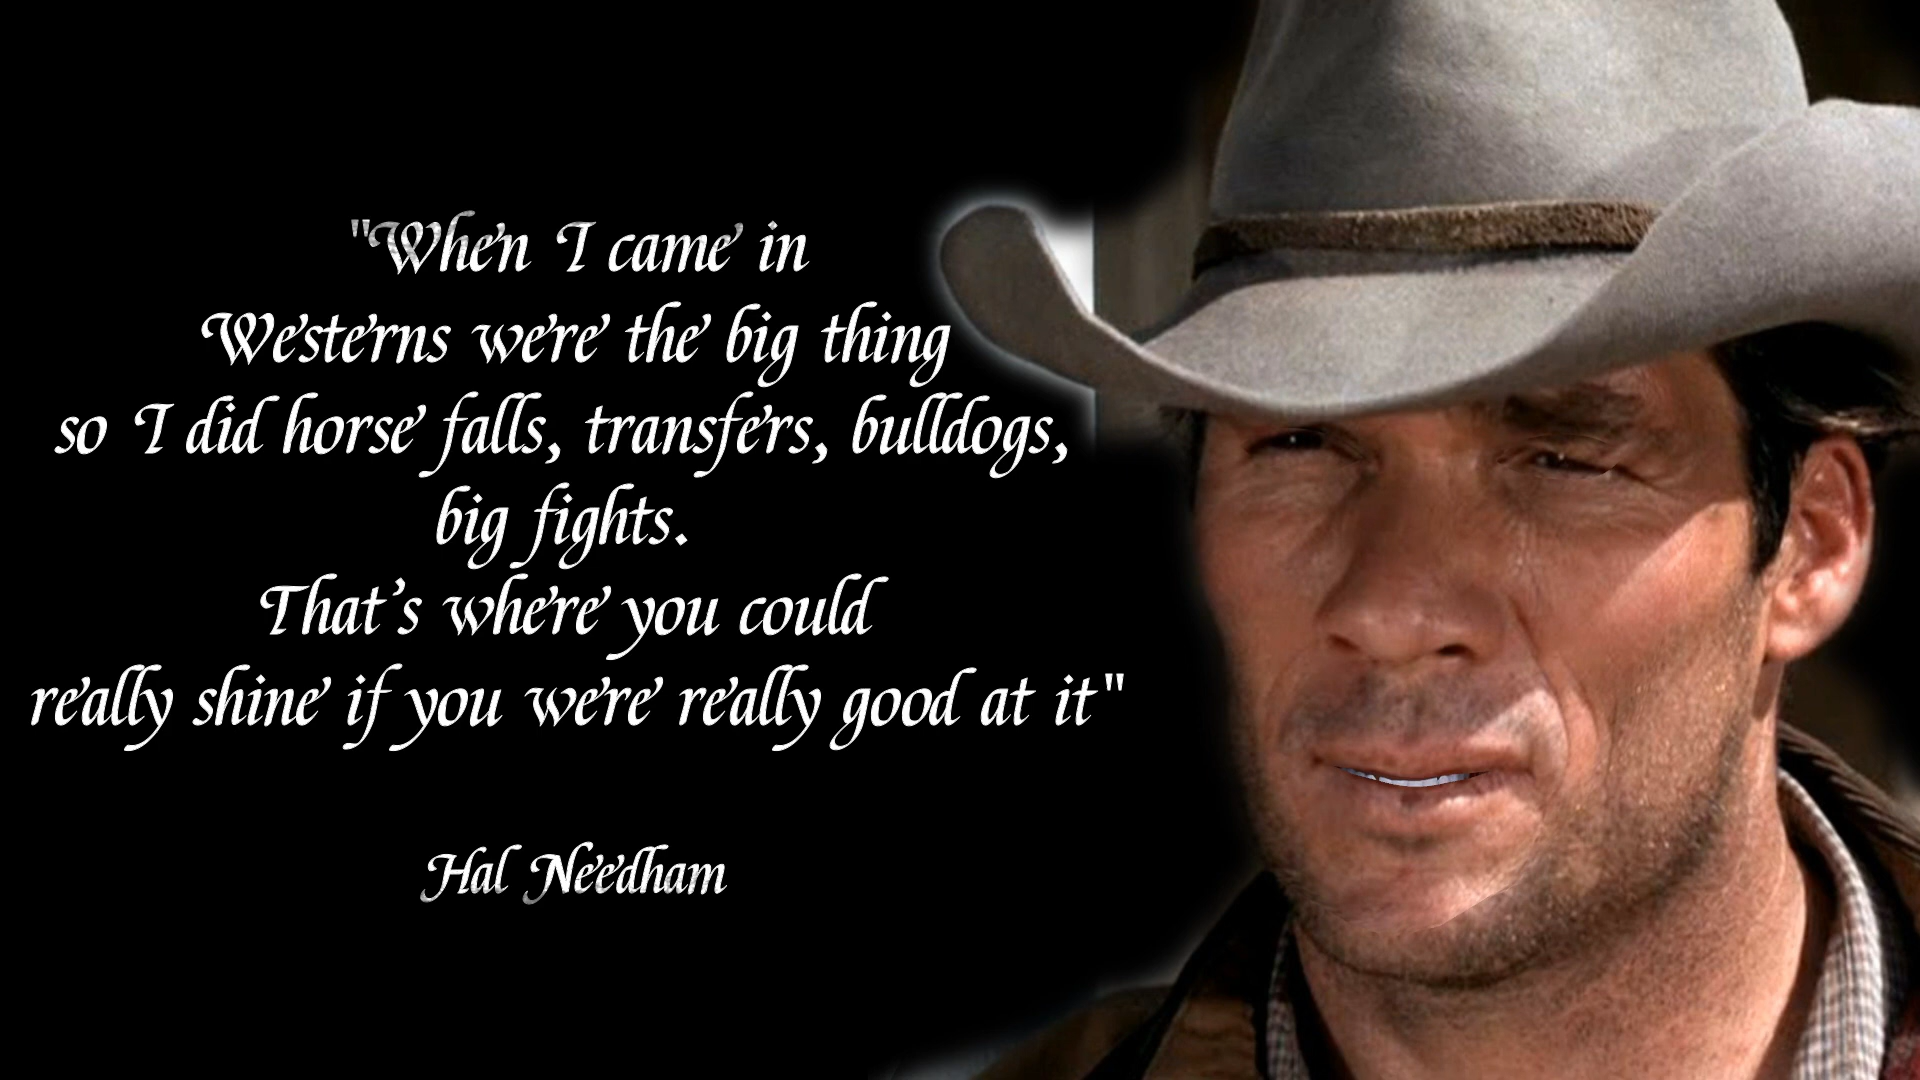 "When I came in
Westerns were the big thing
so I did horse falls, transfers, bulldogs,
big fights.
That's where you could
really shine if you were really good at it"
Hal Needham